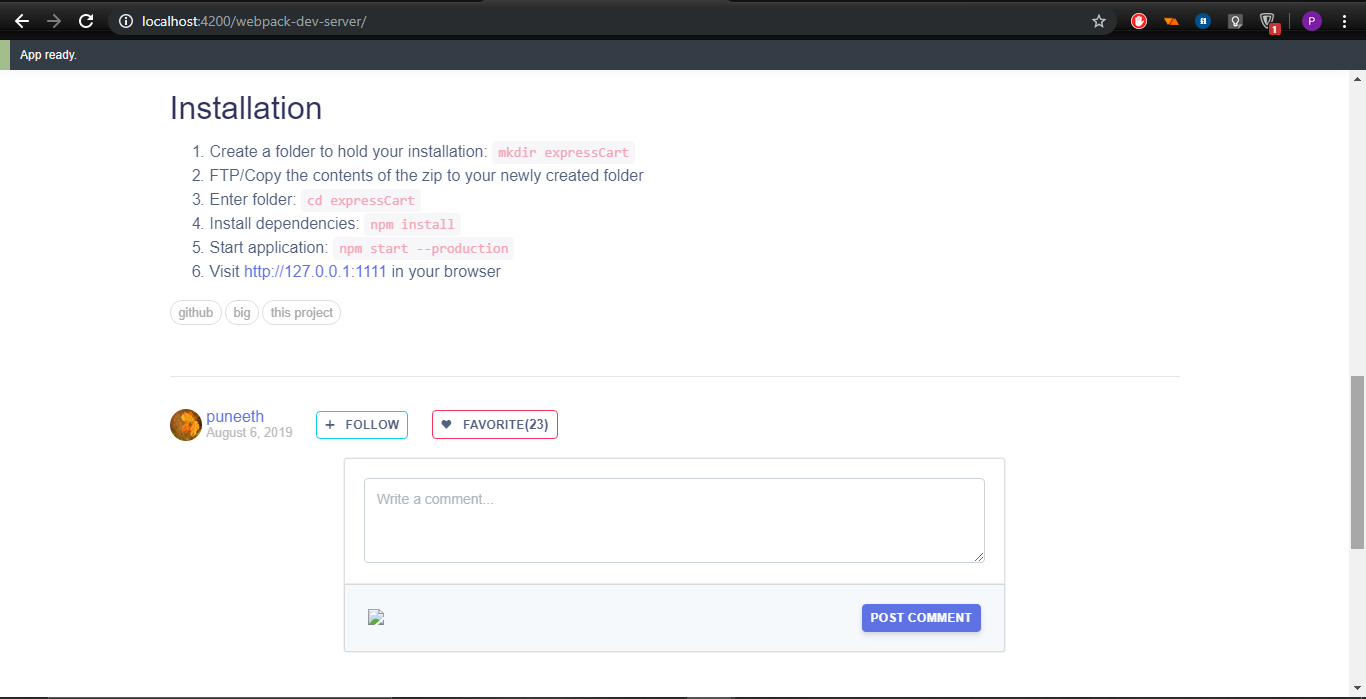 localhost:4200/webpack-dev-server/
1
P
App ready.
Installation
1. Create a folder to hold your installation: mkdir expressCart
2. FTP/Copy the contents of the zip to your newly created folder
3. Enter folder: cd expressCart
4. Install dependencies: npm install
5. Start application: npm start --production
6. Visit http://127.0.0.1:1111 in your browser
github big this project
puneeth
August 6, 2019
+ FOLLOW
FAVORITE(23)
Write a comment...
POST COMMENT